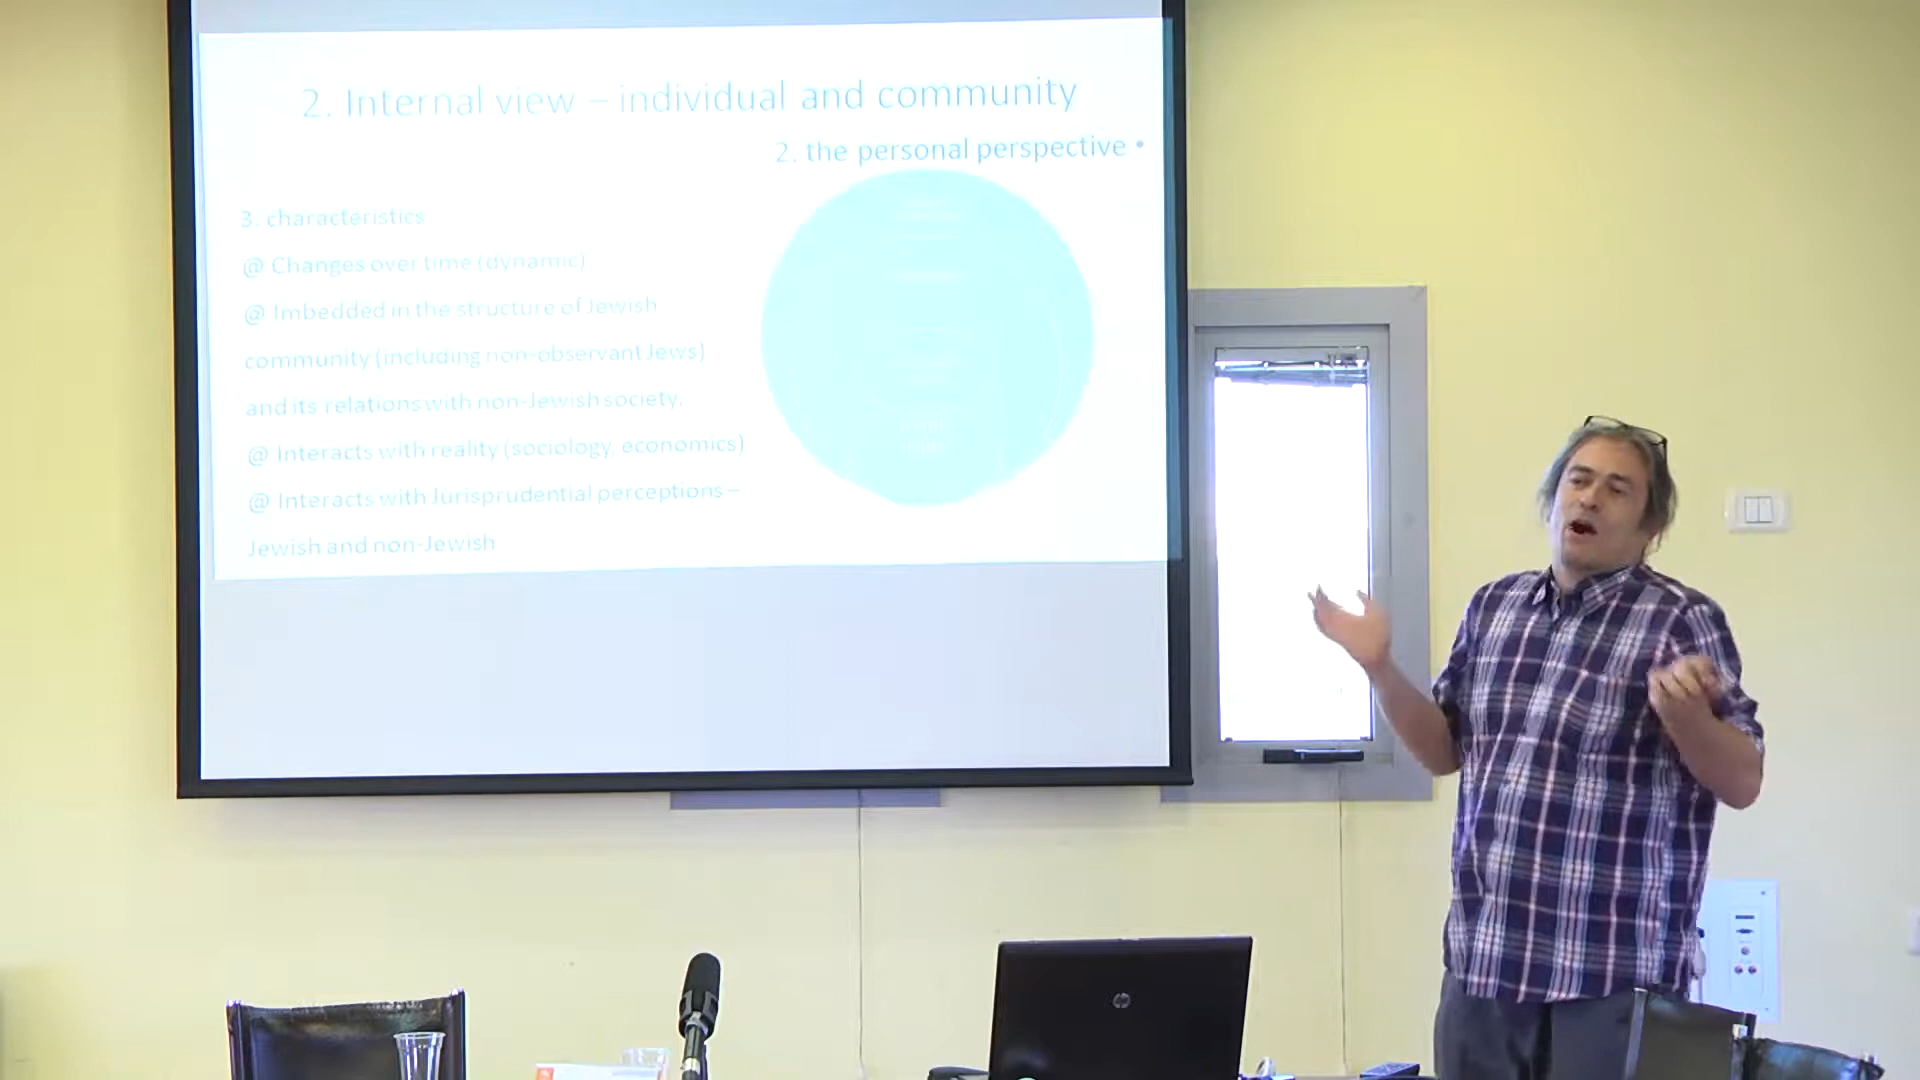 2. Internal view – individual and community
2. the personal perspective •
3. characteristics
@ Changes over time (dynamic)
@ Imbedded in the structure of Jewish
community (including non-observant Jews)
and its relations with non-Jewish society.
@ Interacts with reality (sociology, economics)
@ Interacts with Jurisprudential perceptions –
Jewish and non-Jewish
hp